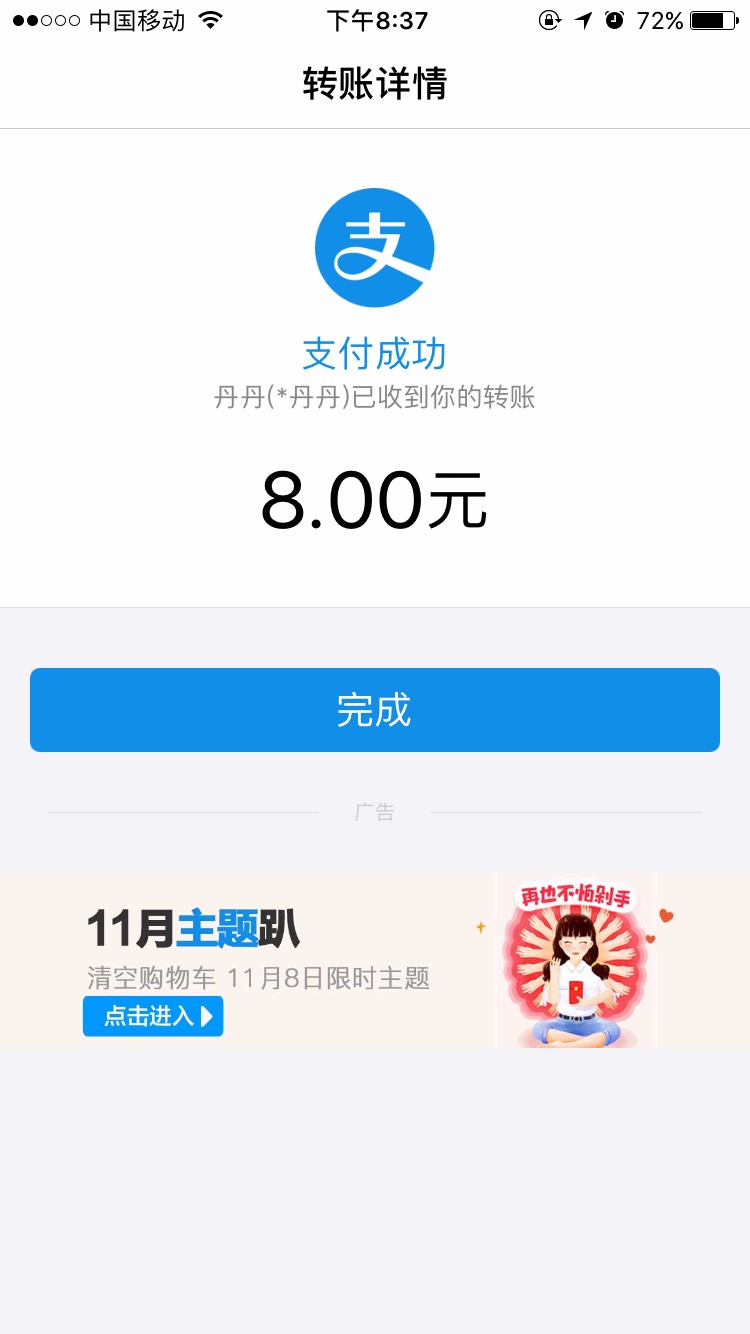 中国移动
下午8:37
72%
转账详情
支
支付成功
丹丹(*丹丹)已收到你的转账
8.00元
完成
广告
再也不怕剁手
11月主题趴
清空购物车 11月8日限时主题
点击进入